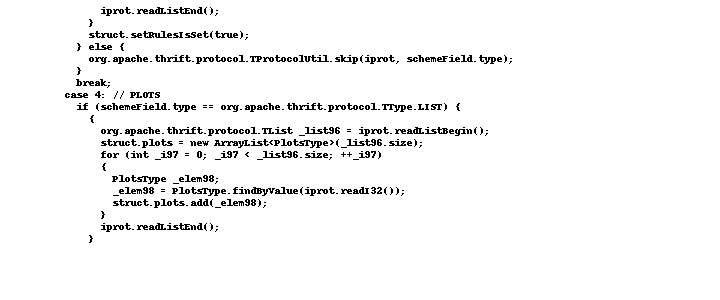 iprot.readListEnd();
}
struct.setRulesIsSet(true);
} else {
org.apache.thrift.protocol.TProtocolUtil.skip(iprot, schemeField.type);
}
break;
case 4: // PLOTS
if (schemeField.type == org.apache.thrift.protocol.TType.LIST) {
{
org.apache.thrift.protocol.TList _list96 = iprot.readListBegin();
struct.plots = new ArrayList<PlotsType>(_list96.size);
for (int _i97 = 0; _i97 < _list96.size; ++_i97)
{
PlotsType _elem98;
_elem98 = PlotsType.findByValue(iprot.readI32());
struct.plots.add(_elem98);
}
iprot.readListEnd();
}